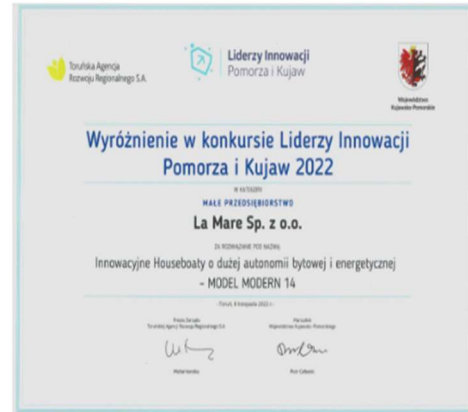 Toruńska Agencja
Rozwoju Regionalnego S.A.
Liderzy Innowacji
Pomorza i Kujaw
Województwo
Kujawsko-Pomorskie
Wyróżnienie w konkursie Liderzy Innowacji
Pomorza i Kujaw 2022
W KATEGORII
MAŁE PRZEDSIĘBIORSTWO
La Mare Sp. z o.o.
ZA ROZWIĄZANIE POD NAZWĄ
Innowacyjne Houseboaty o dużej autonomii bytowej i energetycznej
– MODEL MODERN 14
Toruń, 8 listopada 2022 r.
Prezes Zarządu
Toruńskiej Agencji Rozwoju Regionalnego S.A.
Marszałek
Województwa Kujawsko-Pomorskiego
Piotr Całbecki